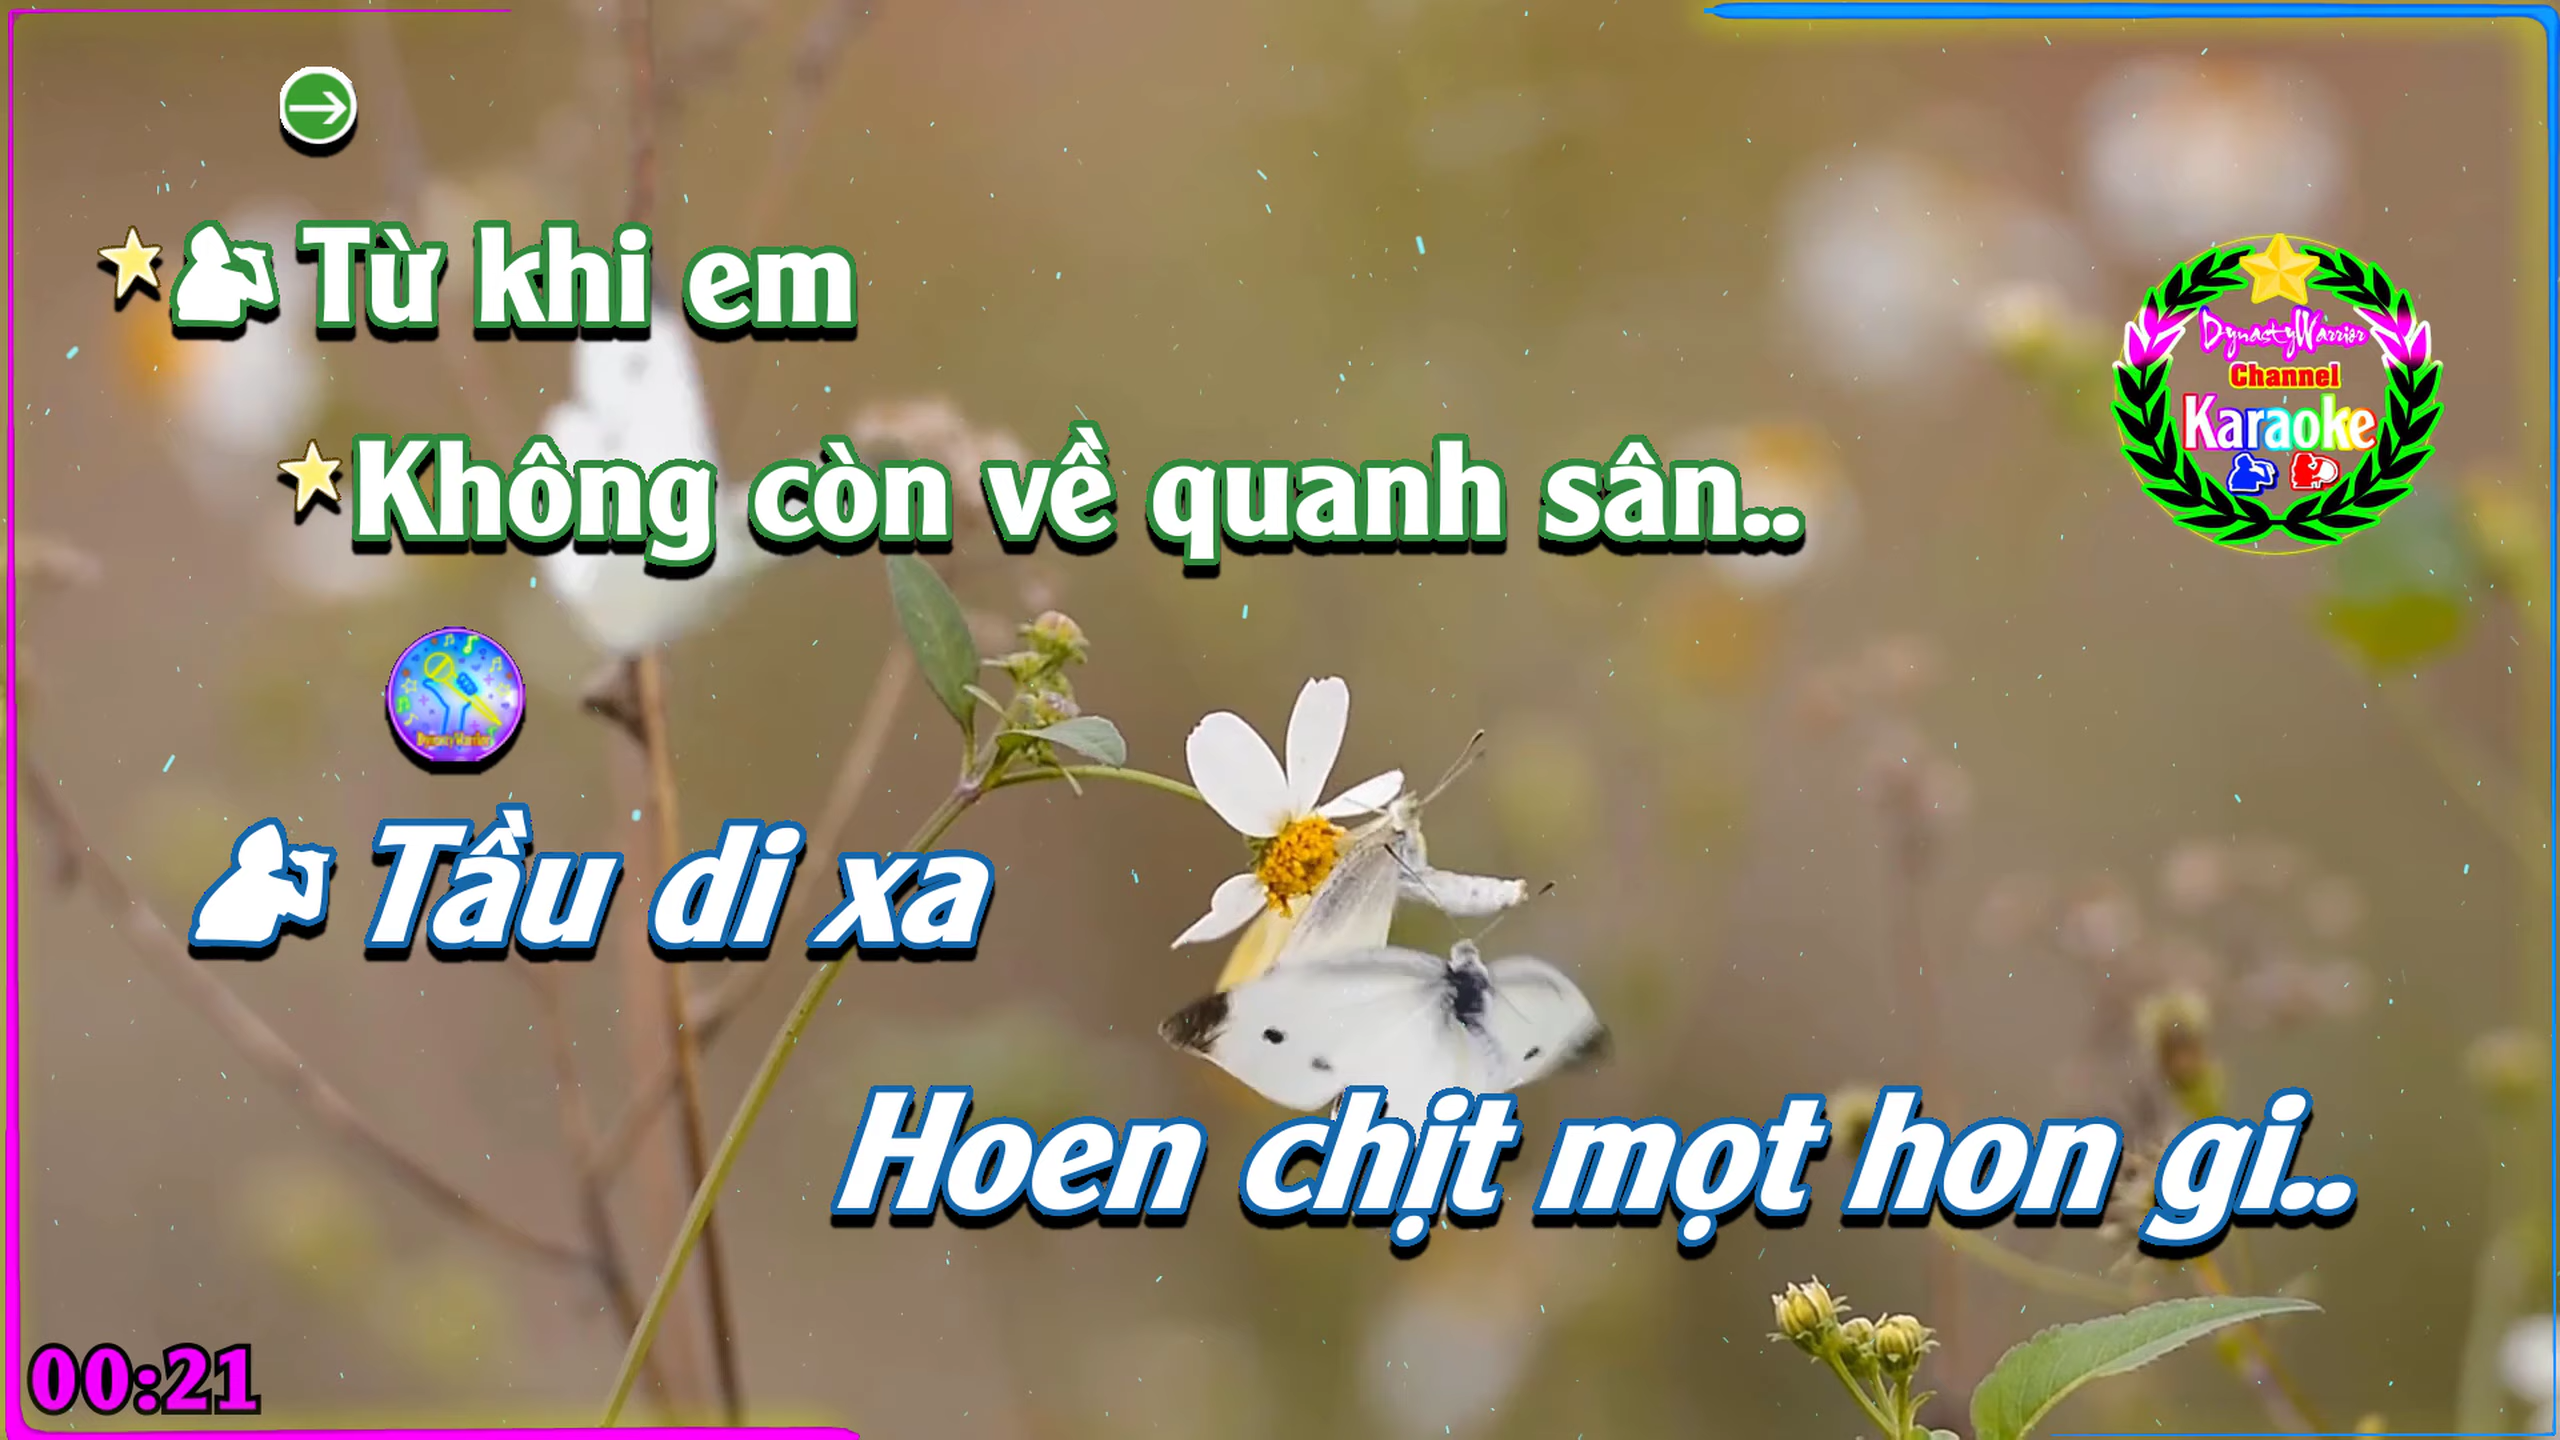 Từ khi em
Không còn về quanh sân..
DynastyWarrior
Channel
Karaoke
Tầu di xa
Hoen chịt mọt hon gi..
00:21